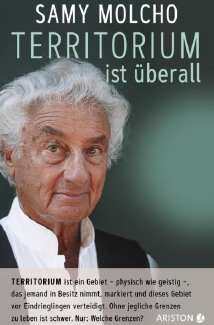 SAMY MOLCHO
TERRITORIUM
ist überall
TERRITORIUM ist ein Gebiet – physisch wie geistig –,
das jemand in Besitz nimmt, markiert und dieses Gebiet
vor Eindringlingen verteidigt. Ohne jegliche Grenzen
zu leben ist schwer. Nur: Welche Grenzen?
ARISTON